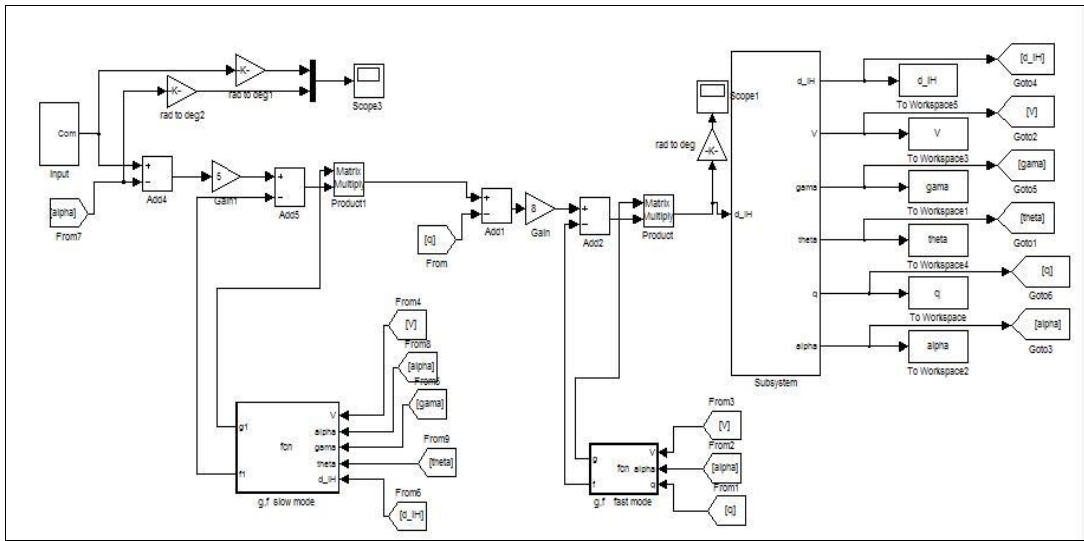 Com
Input
[alpha]
From7
-K-
rad to deg1
-K-
rad to deg2
Scope3
+
−
Add4
5
Gain1
+
−
Add5
Matrix
Multiply
Product1
[q]
From
+
−
Add1
8
Gain
+
−
Add2
Matrix
Multiply
Product
rad to deg
-K-
Scope1
d_IH
d_IH
V
gama
theta
q
alpha
Subsystem
[d_IH]
Goto4
d_IH
To Workspace5
[V]
Goto2
V
To Workspace3
[gama]
Goto5
gama
To Workspace1
[theta]
Goto1
theta
To Workspace4
[q]
Goto6
q
To Workspace
[alpha]
Goto3
alpha
To Workspace2
From4
[V]
From8
[alpha]
From5
[gama]
From9
[theta]
From6
[d_IH]
g1
f1
fcn
V
alpha
gama
theta
d_IH
g,f slow mode
From3
[V]
From2
[alpha]
From1
[q]
g
f
fcn
V
alpha
q
g,f fast mode